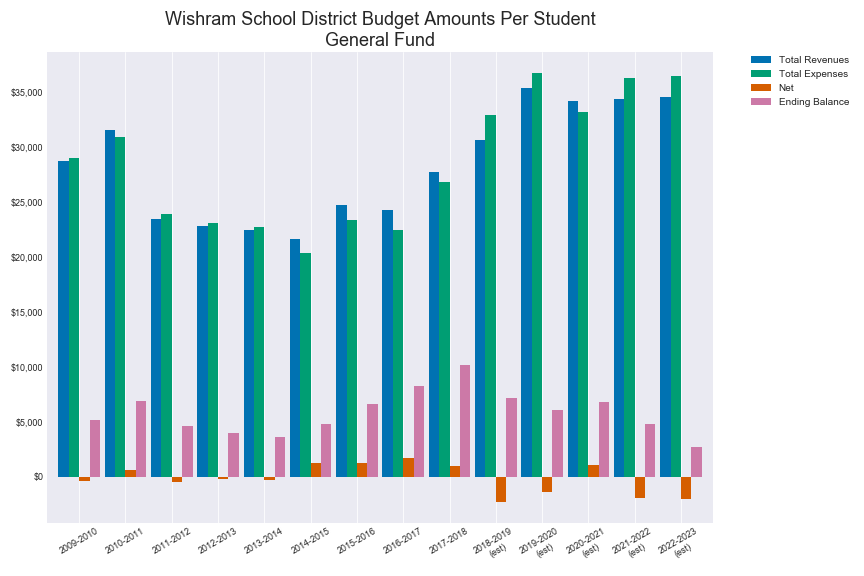 Wishram School District Budget Amounts Per Student
General Fund
Total Revenues
Total Expenses
Net
Ending Balance
$35,000
$30,000
$25,000
$20,000
$15,000
$10,000
$5,000
$0
2009-2010
2010-2011
2011-2012
2012-2013
2013-2014
2014-2015
2015-2016
2016-2017
2017-2018
2018-2019
(est)
2019-2020
(est)
2020-2021
(est)
2021-2022
(est)
2022-2023
(est)